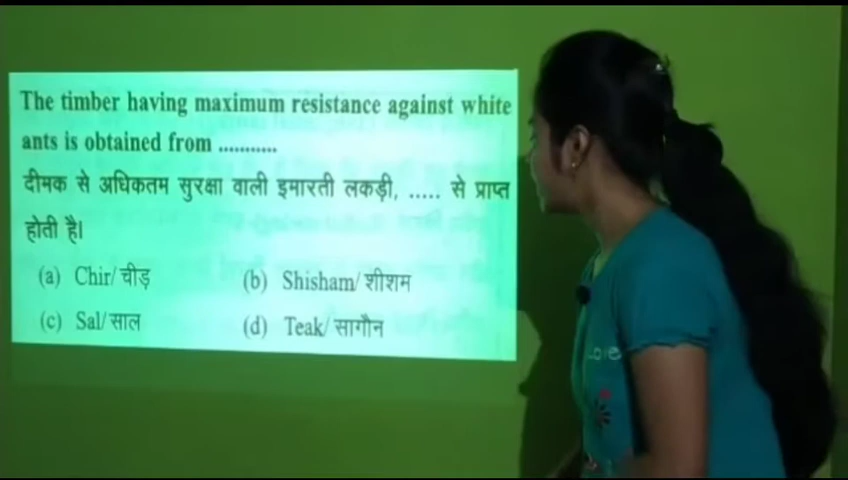 The timber having maximum resistance against white
ants is obtained from ...........
दीमक से अधिकतम सुरक्षा वाली इमारती लकड़ी, ..... से प्राप्त
होती है।
(a) Chir/ चीड़ (b) Shisham/ शीशम
(c) Sal/ साल (d) Teak/ सागौन